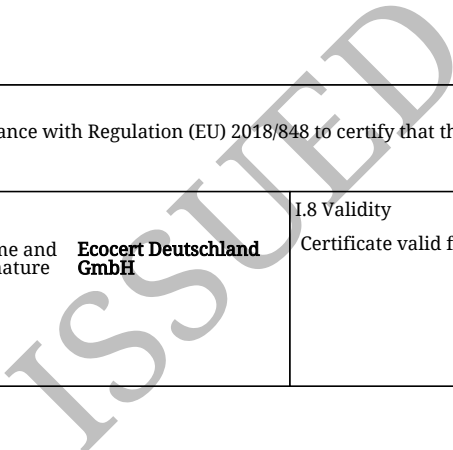 ance with Regulation (EU) 2018/848 to certify that th
I.8 Validity
me and Ecocert Deutschland
nature GmbH
Certificate valid f
ISSUED